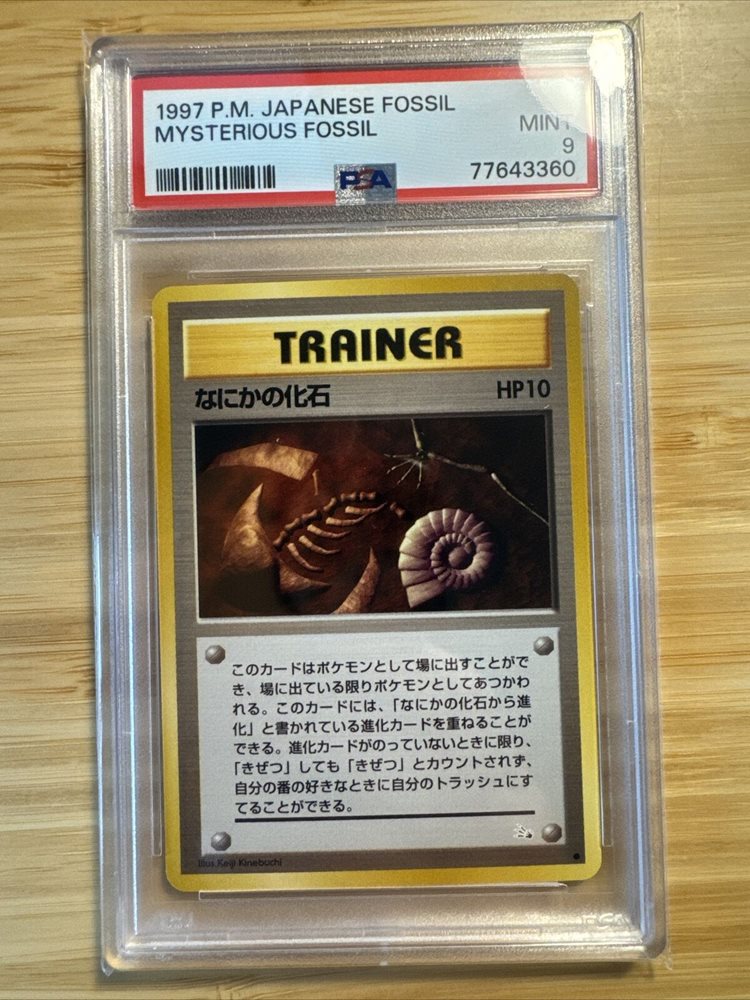 1997 P.M. JAPANESE FOSSIL
MYSTERIOUS FOSSIL
MINT
9
77643360
PSA
TRAINER
なにかの化石
HP10
このカードはポケモンとして場に出すことがで
き、場に出ている限りポケモンとしてあつかわ
れる。このカードには、「なにかの化石から進
化」と書かれている進化カードを重ねることが
できる。進化カードがのっていないときに限り、
「きぜつ」しても「きぜつ」とカウントされず、
自分の番の好きなときに自分のトラッシュにす
てることができる。
Illus. Keiji Kinebuchi